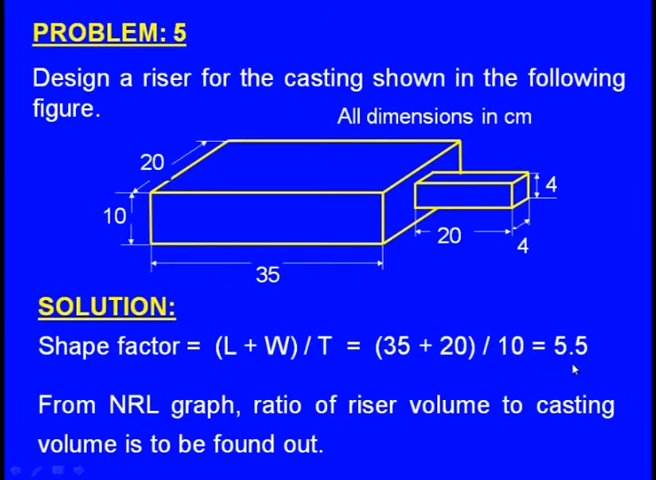 PROBLEM: 5
Design a riser for the casting shown in the following
figure.
All dimensions in cm
20
10
35
4
20
4
SOLUTION:
Shape factor = (L + W) / T = (35 + 20) / 10 = 5.5
From NRL graph, ratio of riser volume to casting
volume is to be found out.